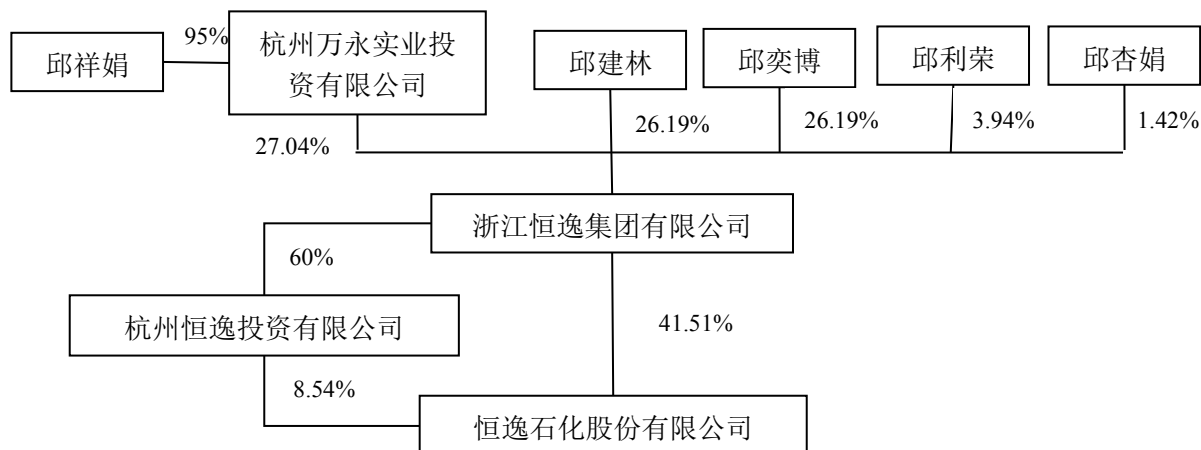 95%
杭州万永实业投
资有限公司
邱祥娟
邱建林
邱奕博
邱利荣
邱杏娟
27.04%
26.19%
26.19%
3.94%
1.42%
浙江恒逸集团有限公司
60%
杭州恒逸投资有限公司
41.51%
8.54%
恒逸石化股份有限公司